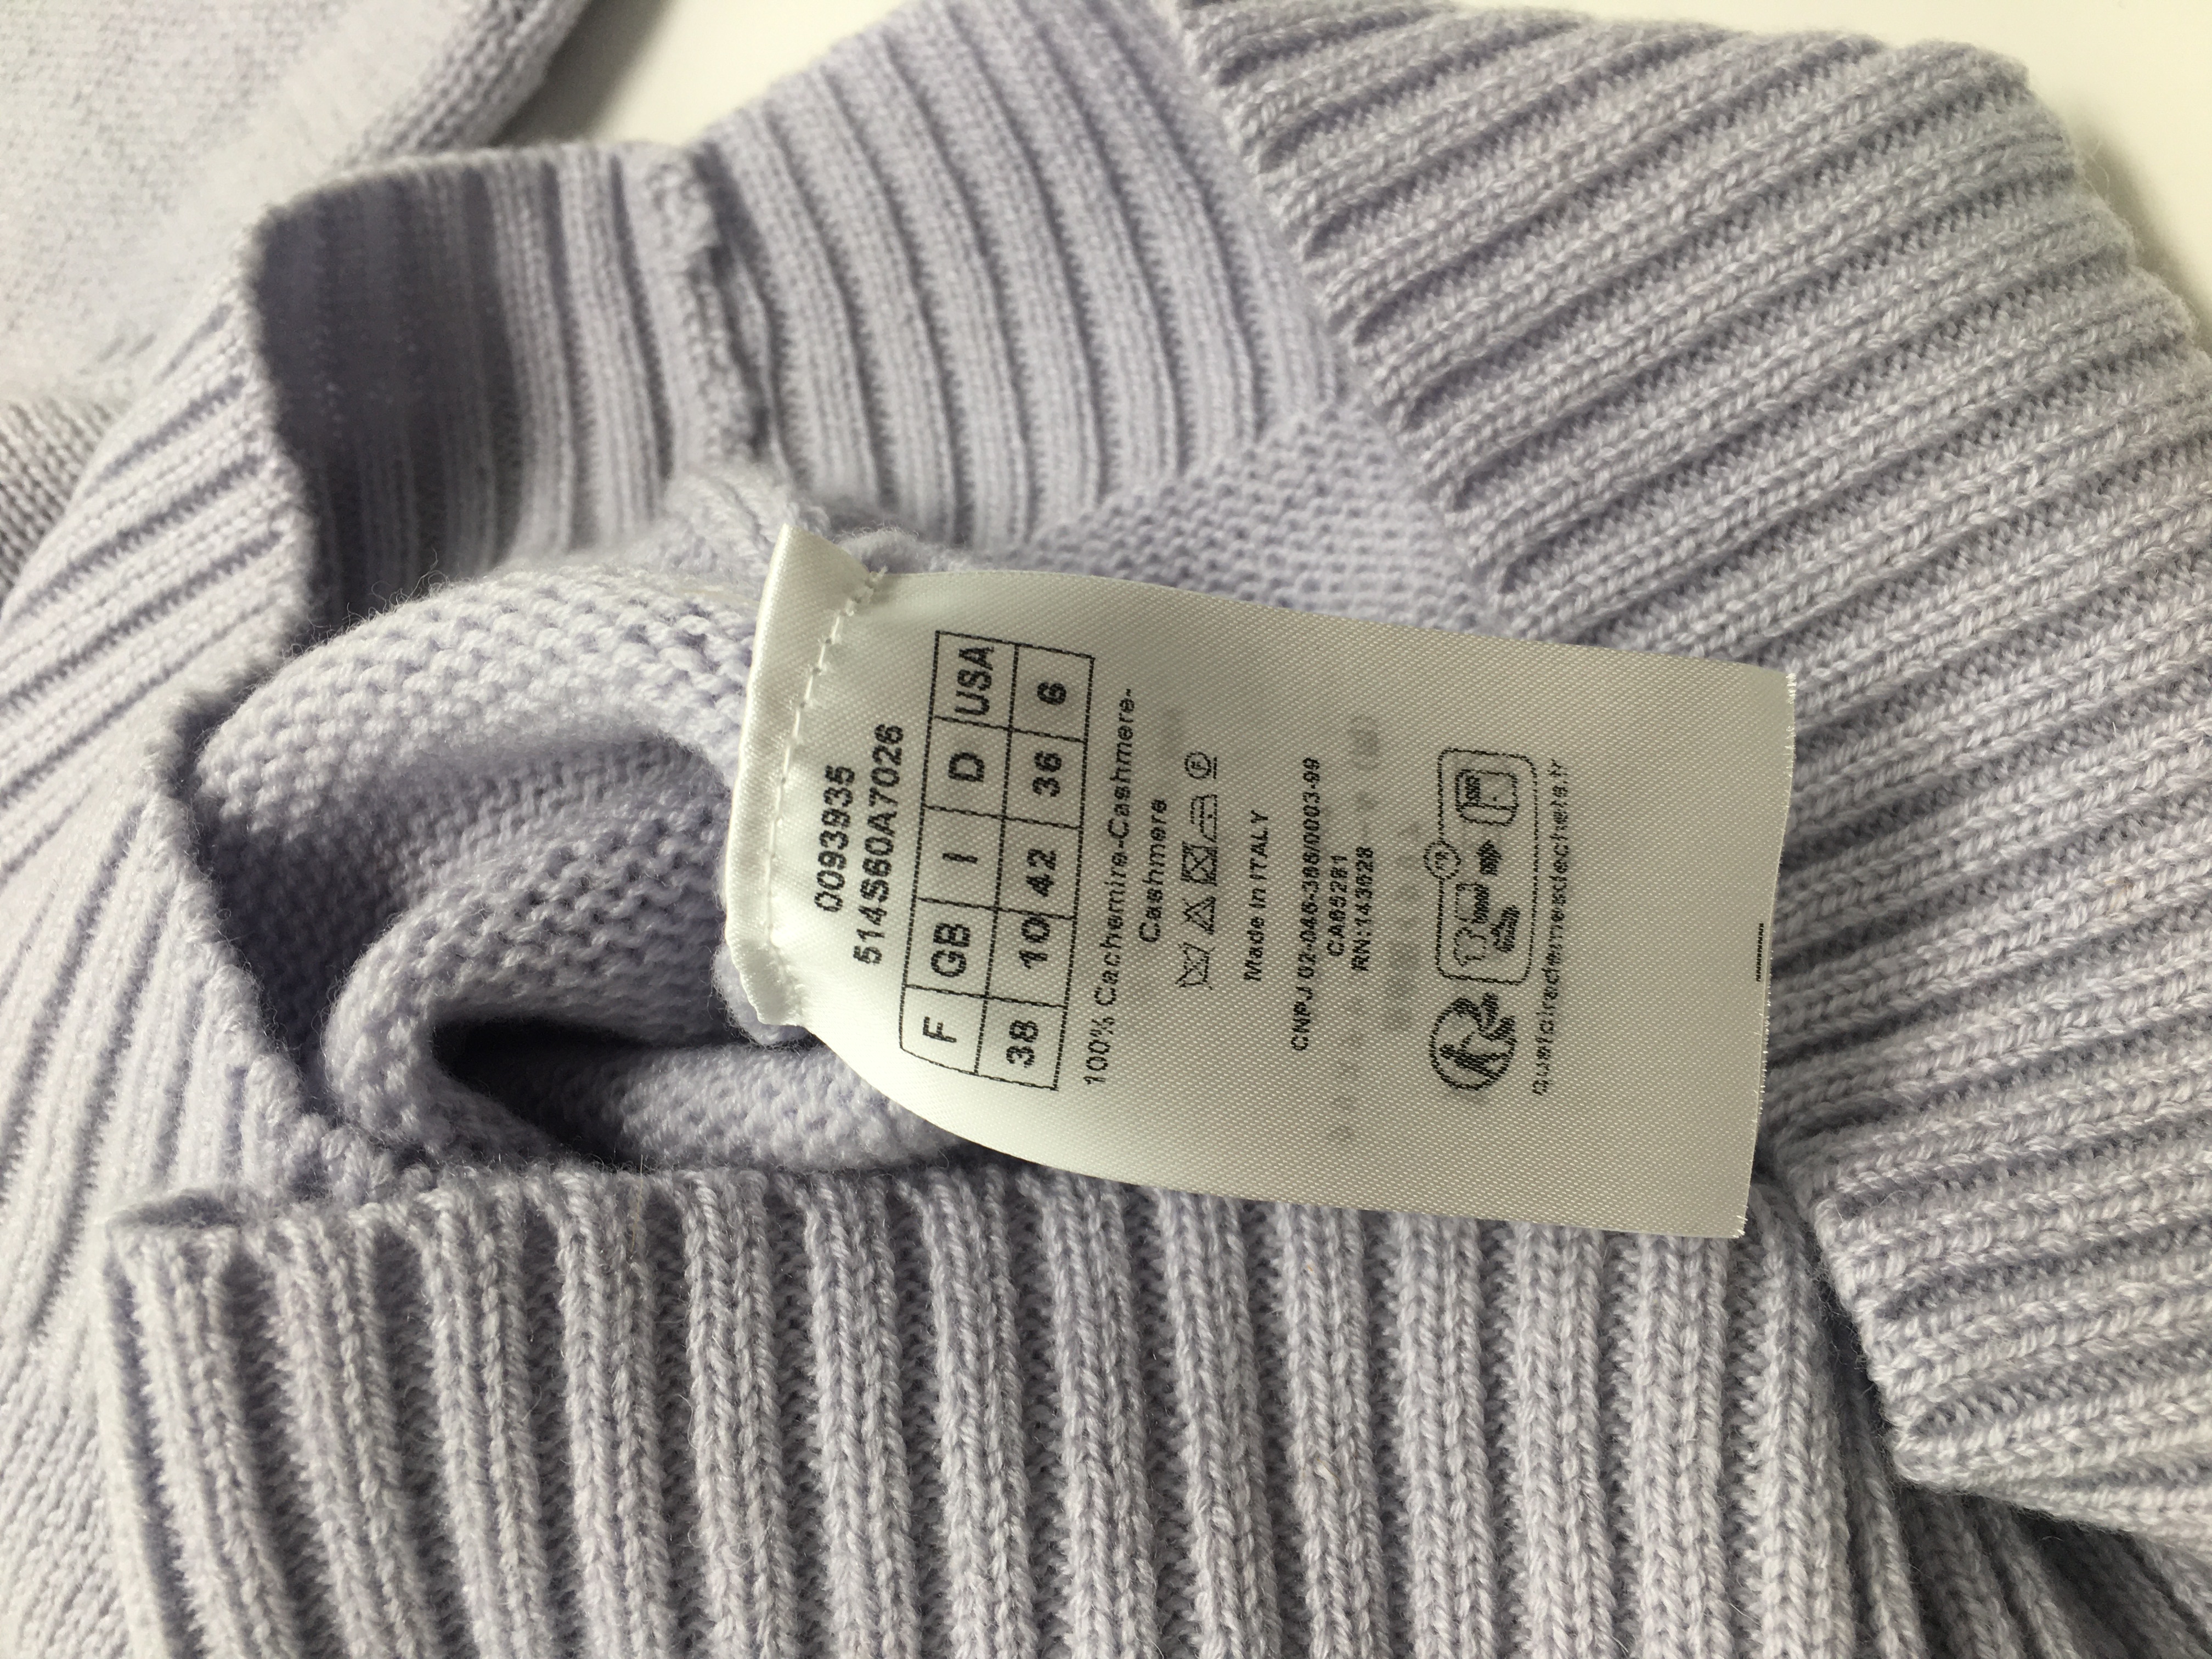 0093935
514S60A7026
F GB I D USA
38 10 42 36 6
100% Cachemire-Cashmere-
Cashmere
Made in ITALY
CNPJ 02-046-366/0003-99
CA65281
RN:143628
quefairedemesdechets.fr